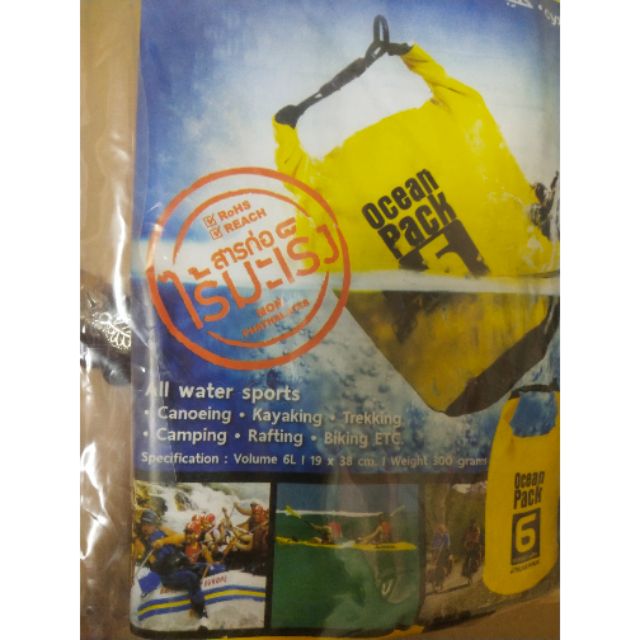 Ocean
Pack
RoHS
REACH
สารก่อ
ไร้มะเร็ง
NON
PHATHALATES
All water sports
• Canoeing • Kayaking • Trekking
• Camping • Rafting • Biking ETC.
Specification : Volume 6L | 19 x 38 cm. | Weight 300 grams
Ocean
Pack
6